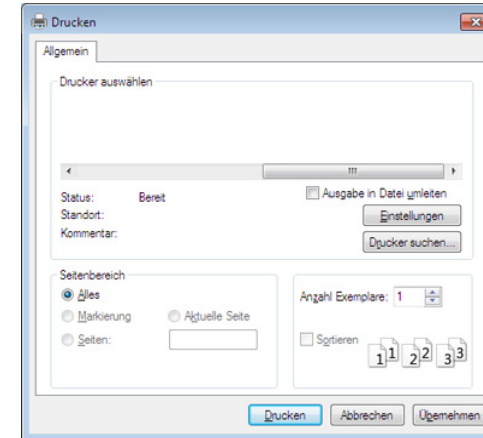 Drucken
Allgemein
Drucker auswählen
Status: Bereit
Ausgabe in Datei umleiten
Standort:
Einstellungen
Kommentar:
Drucker suchen...
Seitenbereich
Alles
Markierung
Aktuelle Seite
Seiten:
Anzahl Exemplare: 1
Sortieren
1 1 2 2 3 3
Drucken Abbrechen Übernehmen